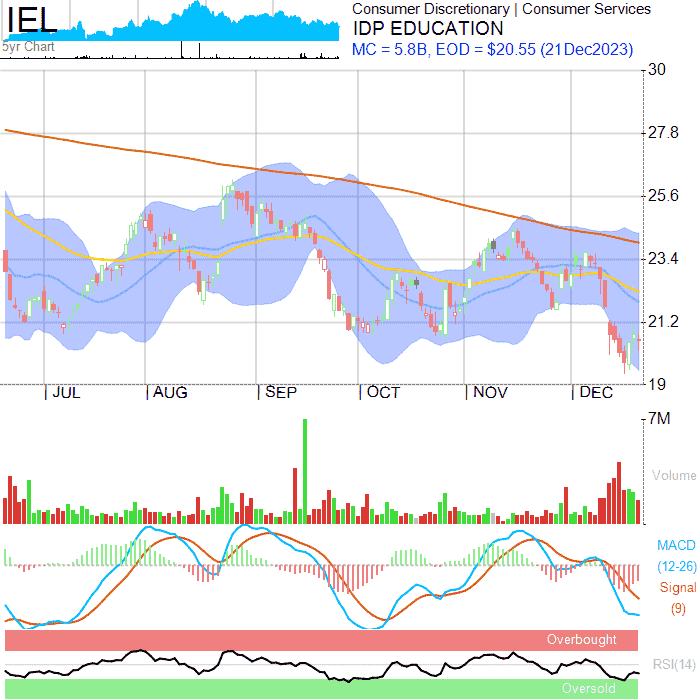 IEL
5yr Chart
Consumer Discretionary | Consumer Services
IDP EDUCATION
MC = 5.8B, EOD = $20.55 (21Dec2023)
30
27.8
25.6
23.4
21.2
19
JUL AUG SEP OCT NOV DEC
7M
Volume
MACD
(12-26)
Signal
(9)
Overbought
RSI(14)
Oversold